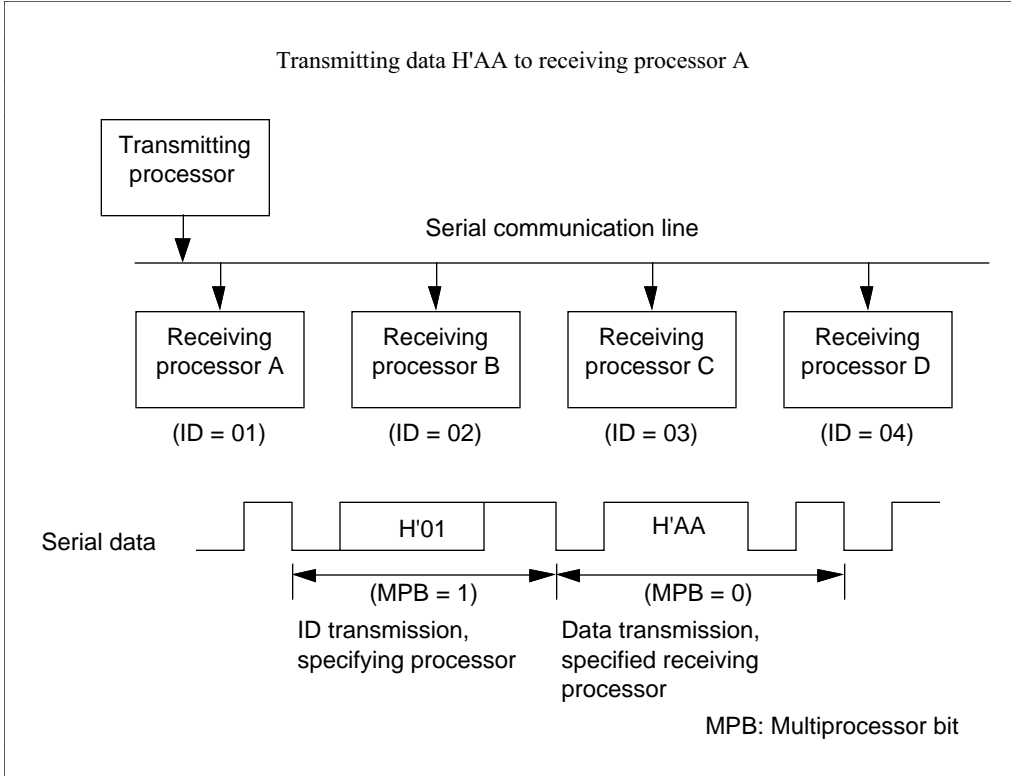 Transmitting data H'AA to receiving processor A
Transmitting
processor
Serial communication line
Receiving
processor A
Receiving
processor B
Receiving
processor C
Receiving
processor D
(ID = 01)
(ID = 02)
(ID = 03)
(ID = 04)
Serial data
H'01
H'AA
(MPB = 1)
(MPB = 0)
ID transmission,
specifying processor
Data transmission,
specified receiving
processor
MPB: Multiprocessor bit